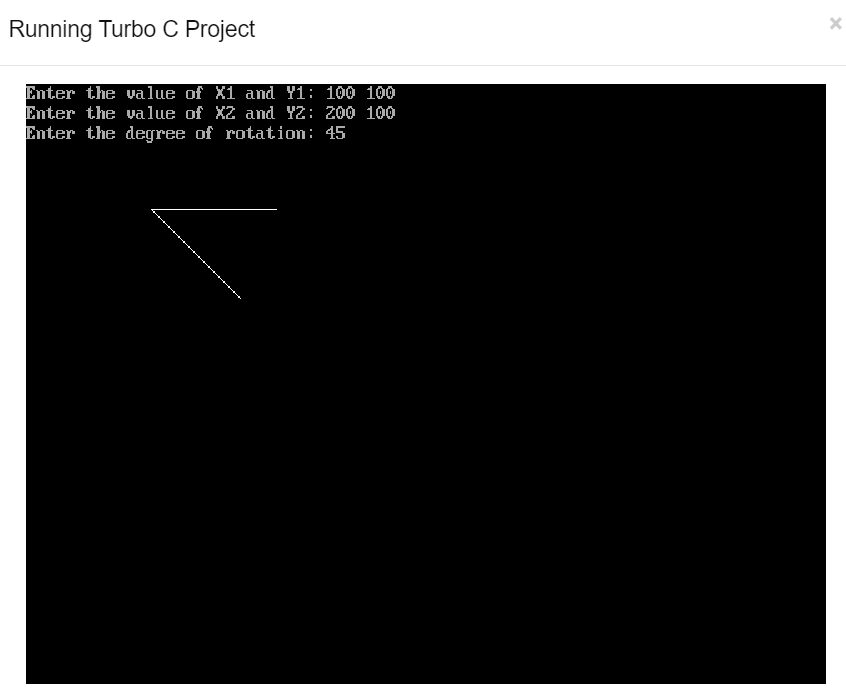 Running Turbo C Project
×
Enter the value of X1 and Y1: 100 100
Enter the value of X2 and Y2: 200 100
Enter the degree of rotation: 45